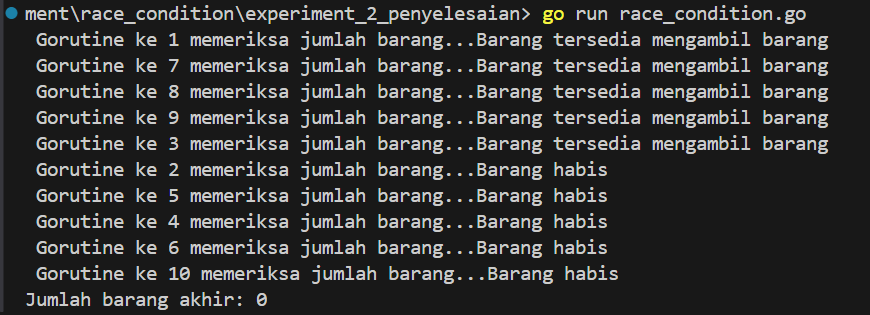 ment\race_condition\experiment_2_penyelesaian> go run race_condition.go
Gorutine ke 1 memeriksa jumlah barang...Barang tersedia mengambil barang
Gorutine ke 7 memeriksa jumlah barang...Barang tersedia mengambil barang
Gorutine ke 8 memeriksa jumlah barang...Barang tersedia mengambil barang
Gorutine ke 9 memeriksa jumlah barang...Barang tersedia mengambil barang
Gorutine ke 3 memeriksa jumlah barang...Barang tersedia mengambil barang
Gorutine ke 2 memeriksa jumlah barang...Barang habis
Gorutine ke 5 memeriksa jumlah barang...Barang habis
Gorutine ke 4 memeriksa jumlah barang...Barang habis
Gorutine ke 6 memeriksa jumlah barang...Barang habis
Gorutine ke 10 memeriksa jumlah barang...Barang habis
Jumlah barang akhir: 0